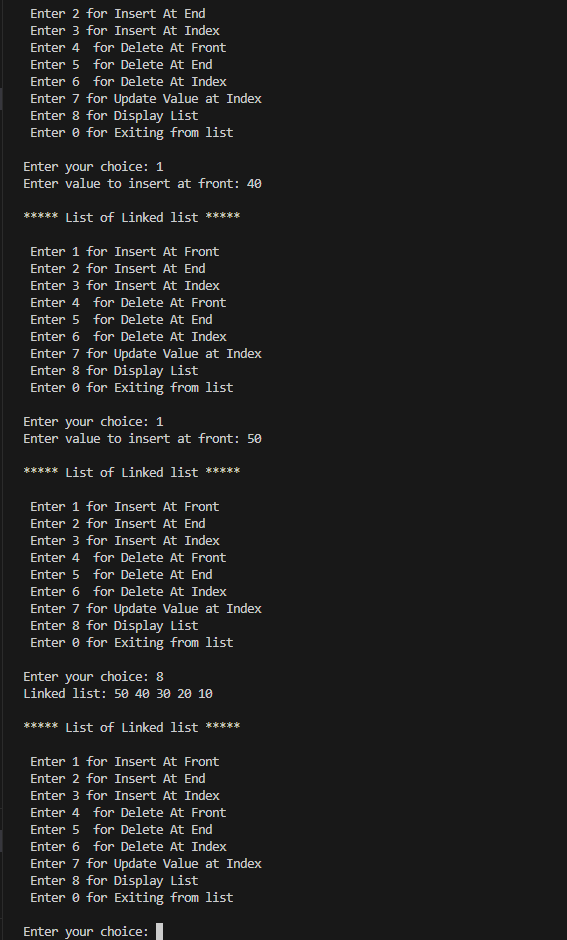 Enter 2 for Insert At End
Enter 3 for Insert At Index
Enter 4  for Delete At Front
Enter 5  for Delete At End
Enter 6  for Delete At Index
Enter 7 for Update Value at Index
Enter 8 for Display List
Enter 0 for Exiting from list

Enter your choice: 1
Enter value to insert at front: 40

***** List of Linked list *****

Enter 1 for Insert At Front
Enter 2 for Insert At End
Enter 3 for Insert At Index
Enter 4  for Delete At Front
Enter 5  for Delete At End
Enter 6  for Delete At Index
Enter 7 for Update Value at Index
Enter 8 for Display List
Enter 0 for Exiting from list

Enter your choice: 1
Enter value to insert at front: 50

***** List of Linked list *****

Enter 1 for Insert At Front
Enter 2 for Insert At End
Enter 3 for Insert At Index
Enter 4  for Delete At Front
Enter 5  for Delete At End
Enter 6  for Delete At Index
Enter 7 for Update Value at Index
Enter 8 for Display List
Enter 0 for Exiting from list

Enter your choice: 8
Linked list: 50 40 30 20 10

***** List of Linked list *****

Enter 1 for Insert At Front
Enter 2 for Insert At End
Enter 3 for Insert At Index
Enter 4  for Delete At Front
Enter 5  for Delete At End
Enter 6  for Delete At Index
Enter 7 for Update Value at Index
Enter 8 for Display List
Enter 0 for Exiting from list

Enter your choice: